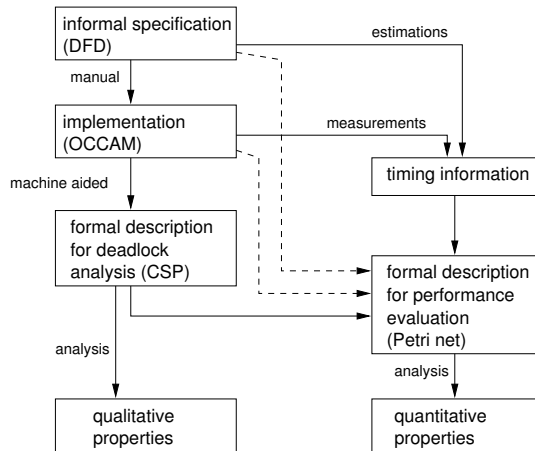 informal specification
(DFD)
estimations
manual
implementation
(OCCAM)
measurements
machine aided
timing information
formal description
for deadlock
analysis (CSP)
formal description
for performance
evaluation
(Petri net)
analysis
analysis
qualitative
properties
quantitative
properties